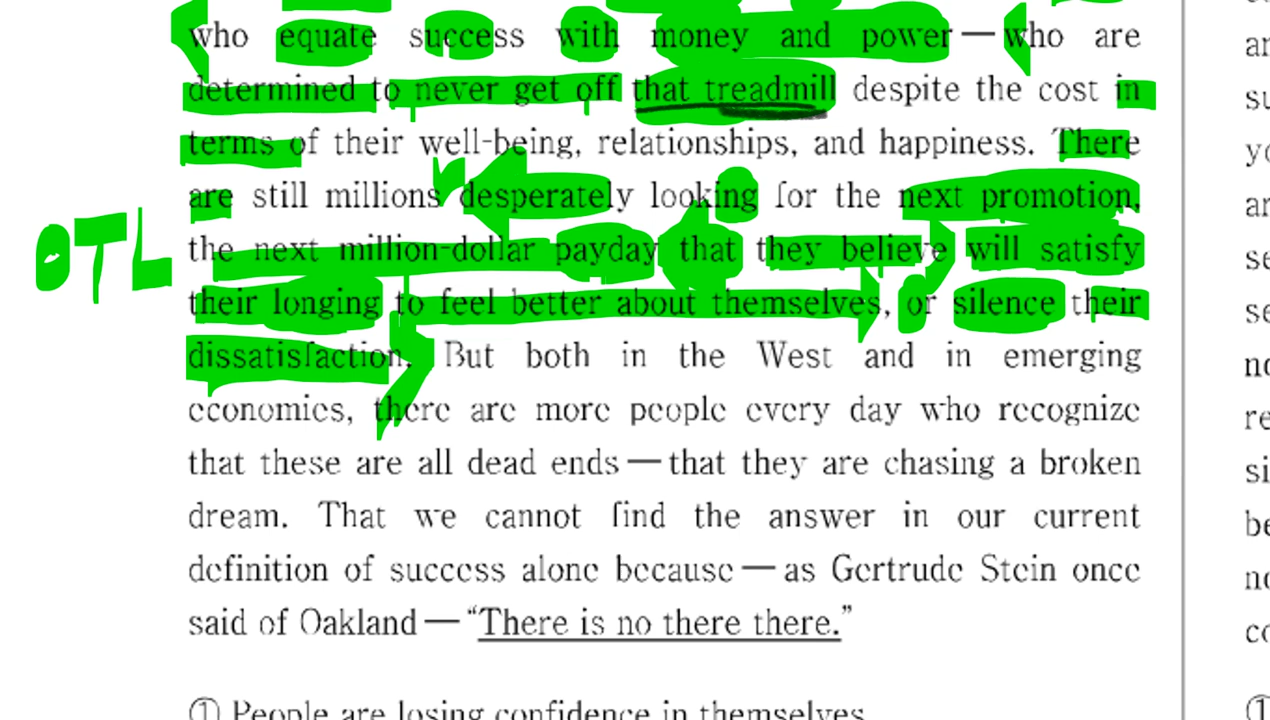 who equate success with money and power — who are
determined to never get off that treadmill despite the cost in
terms of their well-being, relationships, and happiness. There
are still millions desperately looking for the next promotion,
OTL
the next million-dollar payday that they believe will satisfy
their longing to feel better about themselves, or silence their
dissatisfaction. But both in the West and in emerging
economies, there are more people every day who recognize
that these are all dead ends — that they are chasing a broken
dream. That we cannot find the answer in our current
definition of success alone because — as Gertrude Stein once
said of Oakland — “There is no there there.”
① People are losing confidence in themselves